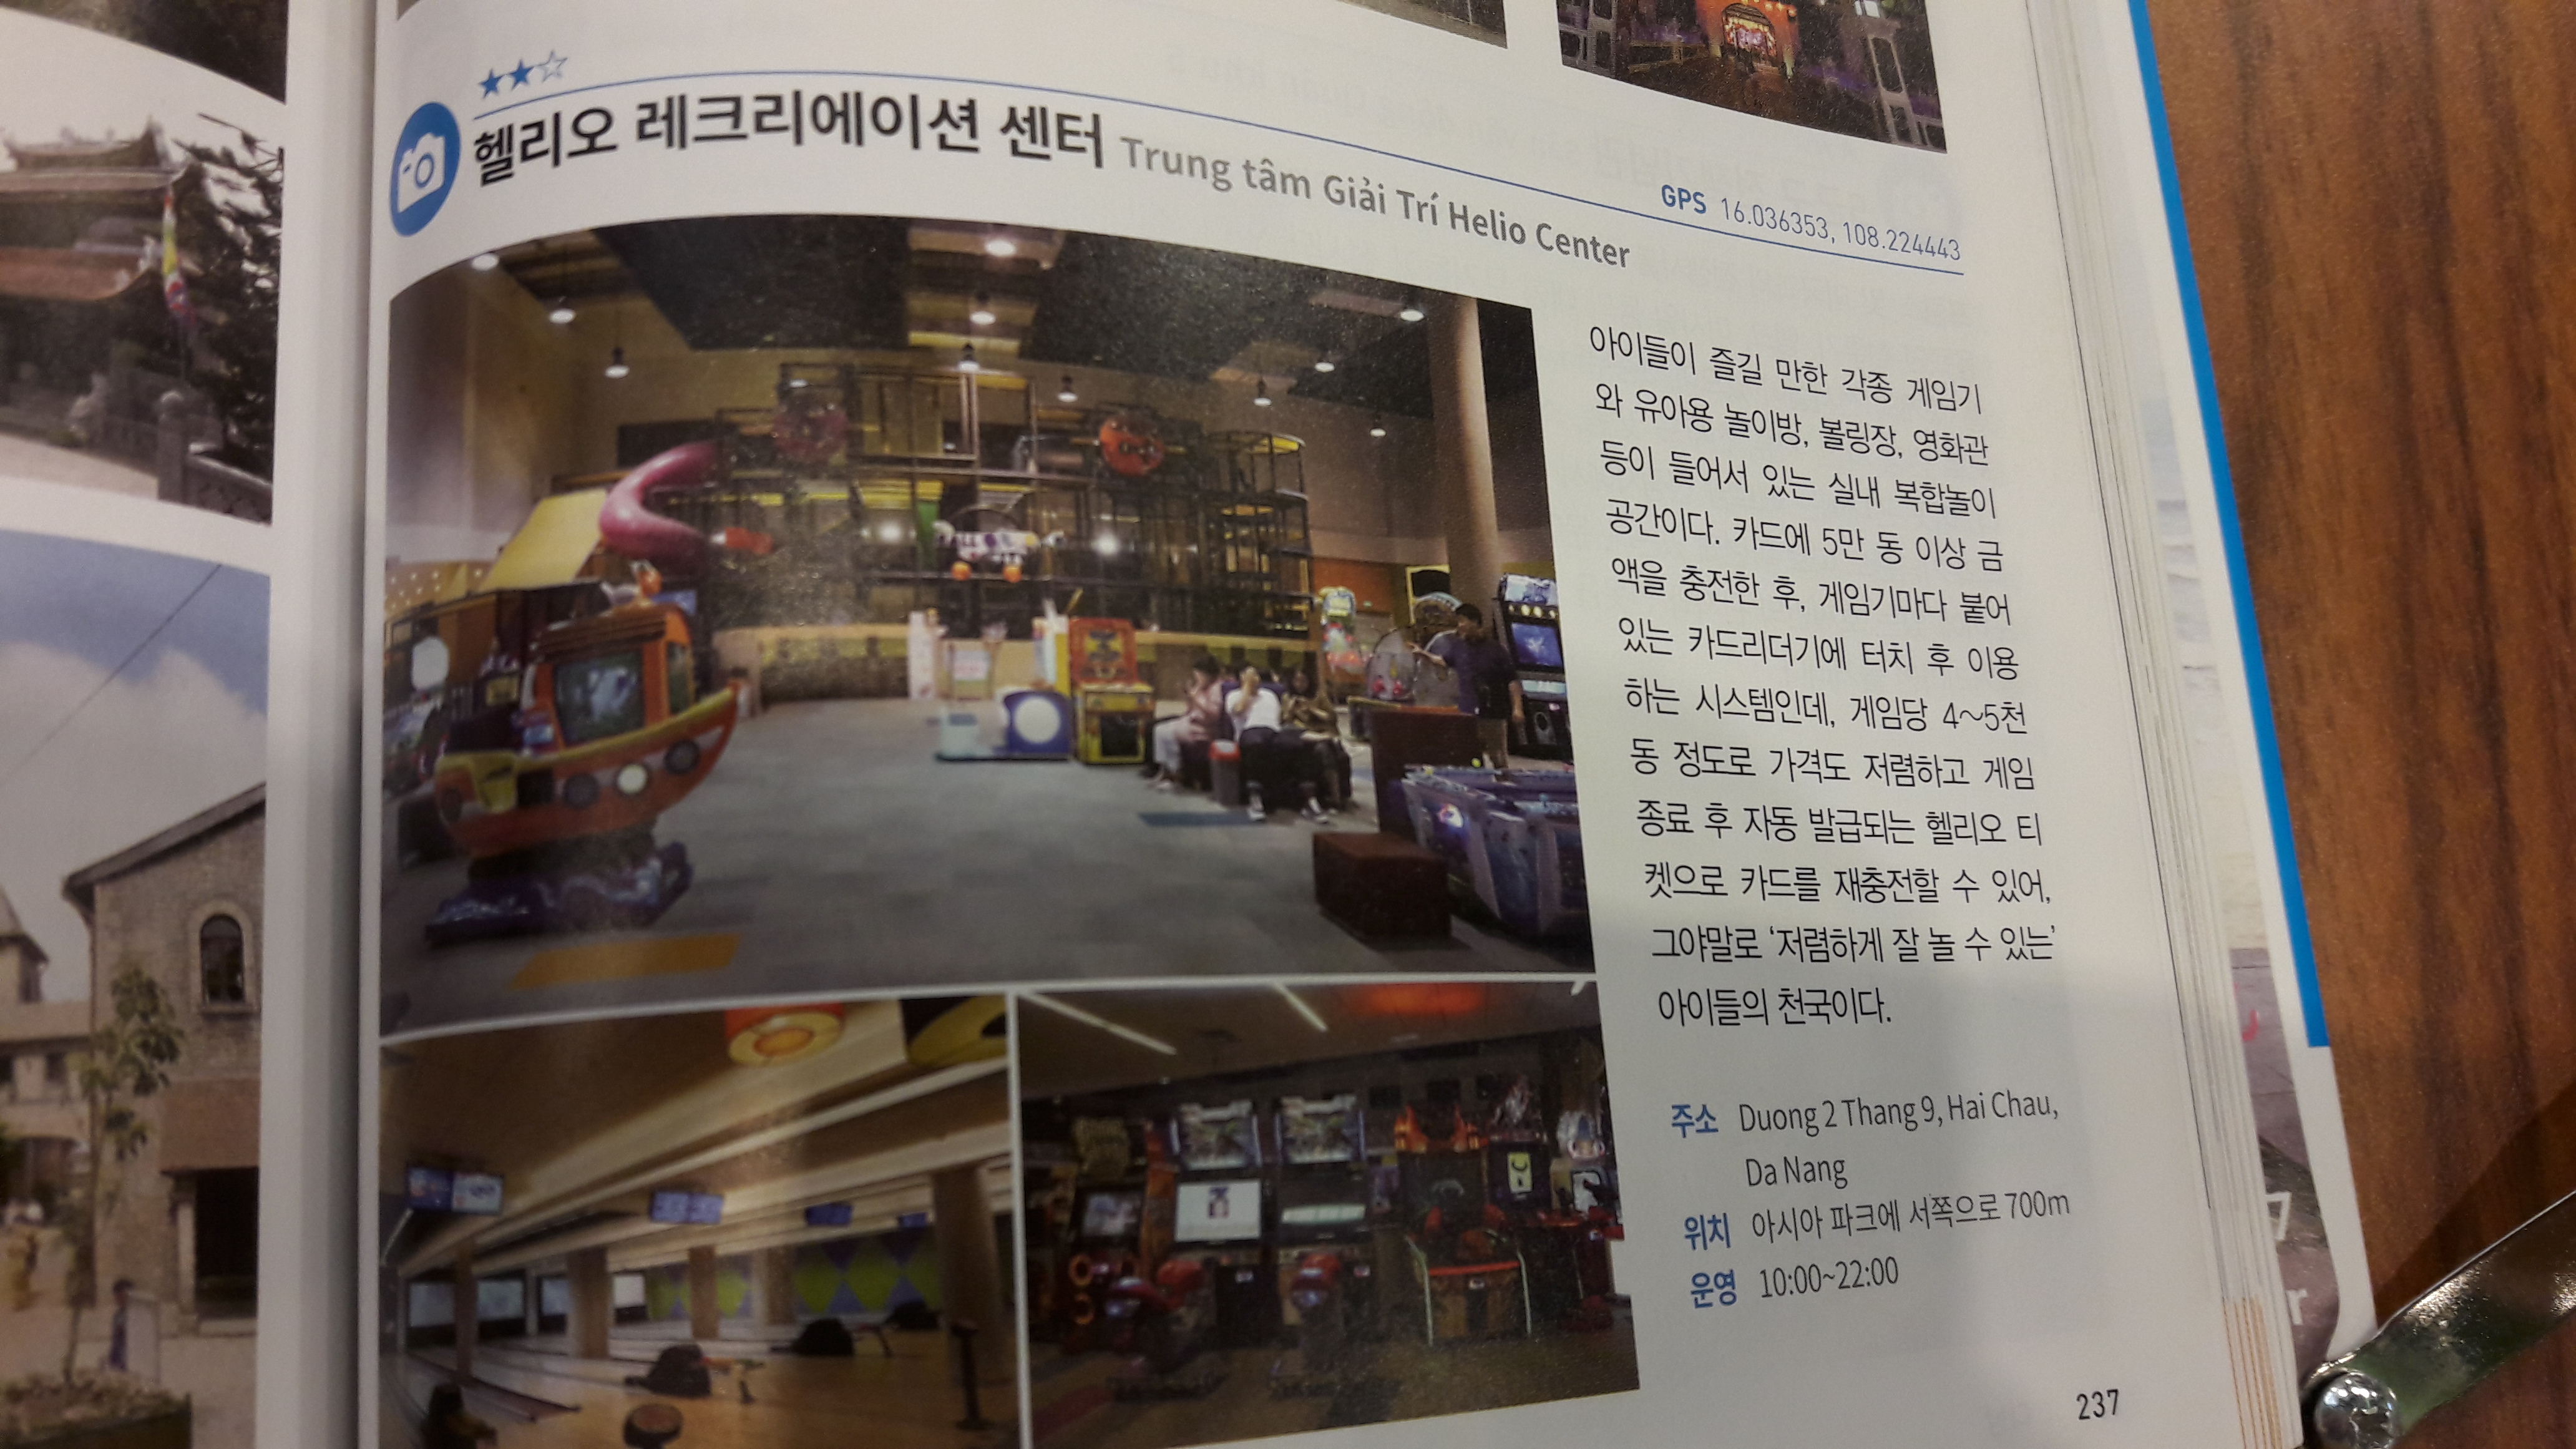 헬리오 레크리에이션 센터 Trung tâm Giải Trí Helio Center
GPS 16.036353, 108.224443
아이들이 즐길 만한 각종 게임기
와 유아용 놀이방, 볼링장, 영화관
등이 들어서 있는 실내 복합놀이
공간이다. 카드에 5만 동 이상 금
액을 충전한 후, 게임기마다 붙어
있는 카드리더기에 터치 후 이용
하는 시스템인데, 게임당 4~5천
동 정도로 가격도 저렴하고 게임
종료 후 자동 발급되는 헬리오 티
켓으로 카드를 재충전할 수 있어,
그야말로 ‘저렴하게 잘 놀 수 있는’
아이들의 천국이다.
주소 Duong 2 Thang 9, Hai Chau,
Da Nang
위치 아시아 파크에 서쪽으로 700m
운영 10:00~22:00
237